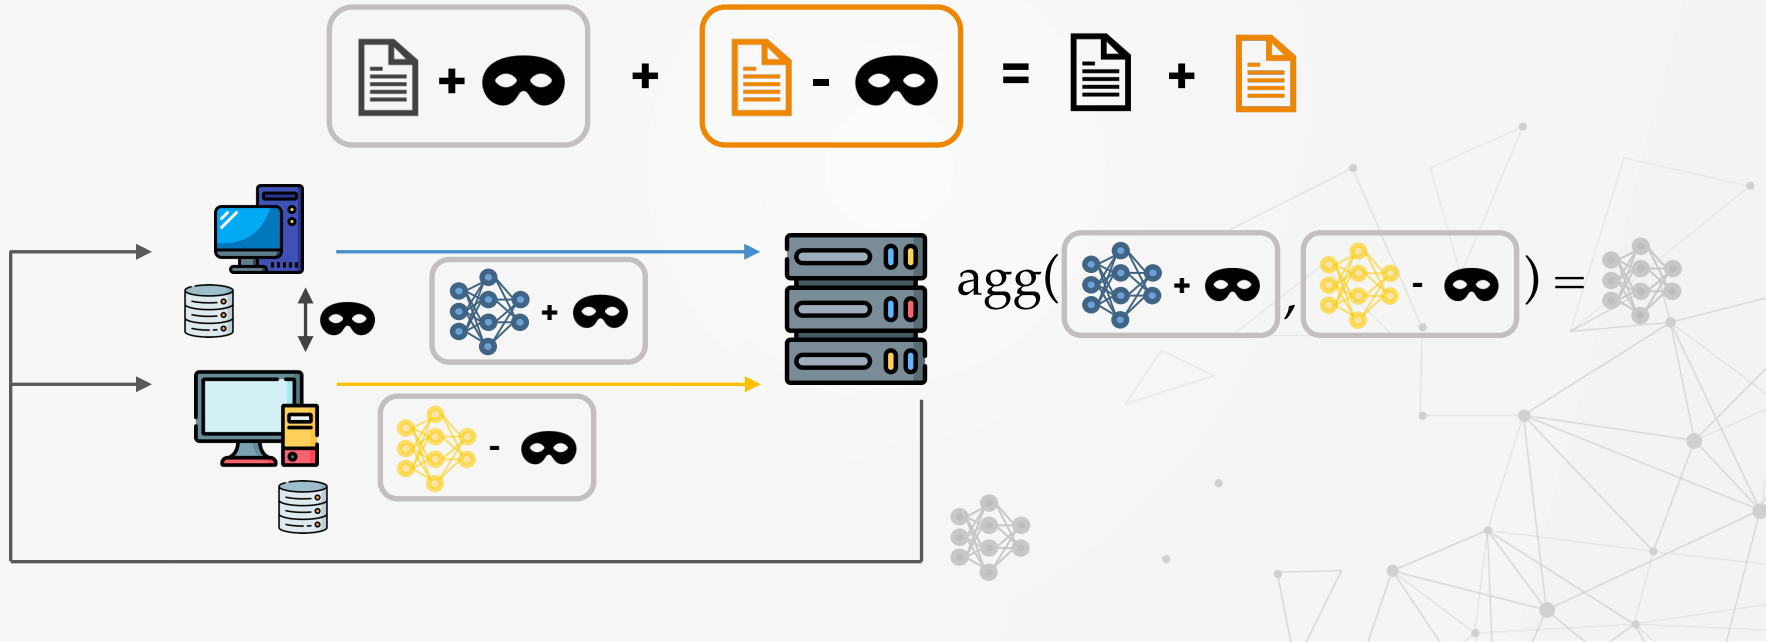 + + - = +
agg( + , - ) =
+
-